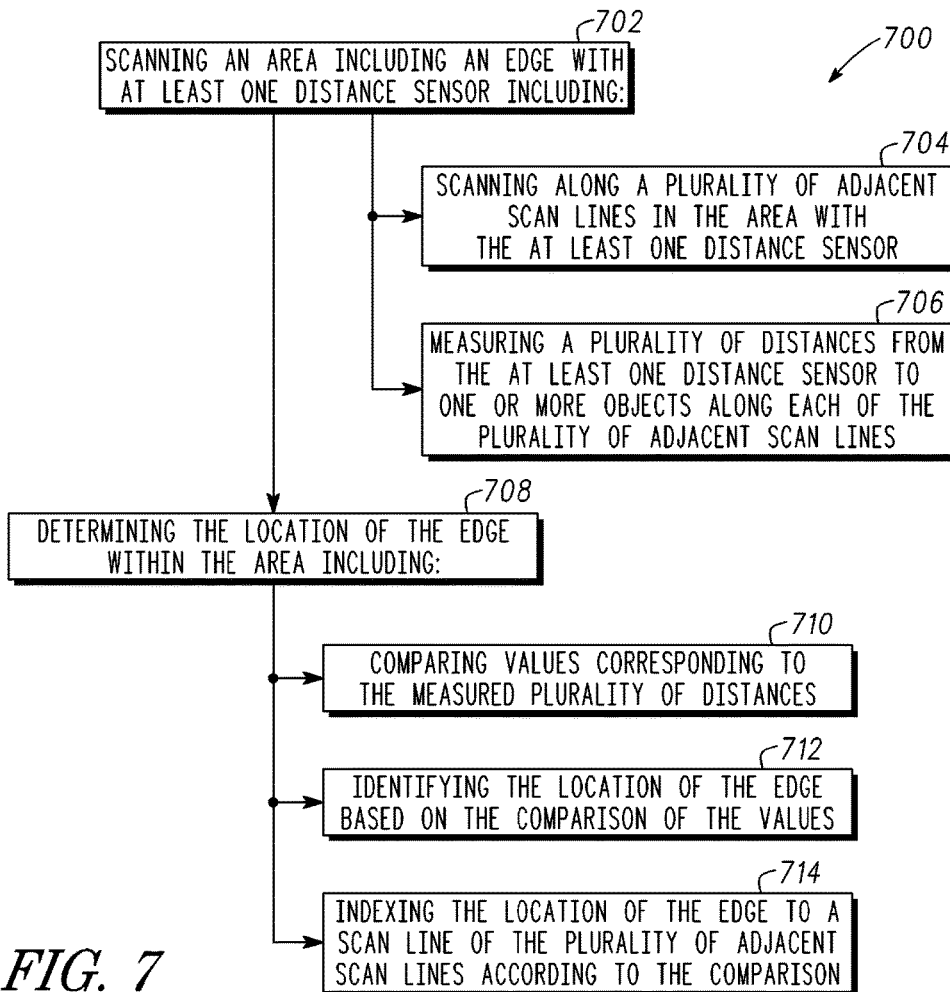 702
SCANNING AN AREA INCLUDING AN EDGE WITH
AT LEAST ONE DISTANCE SENSOR INCLUDING:
700
704
SCANNING ALONG A PLURALITY OF ADJACENT
SCAN LINES IN THE AREA WITH
THE AT LEAST ONE DISTANCE SENSOR
706
MEASURING A PLURALITY OF DISTANCES FROM
THE AT LEAST ONE DISTANCE SENSOR TO
ONE OR MORE OBJECTS ALONG EACH OF THE
PLURALITY OF ADJACENT SCAN LINES
708
DETERMINING THE LOCATION OF THE EDGE
WITHIN THE AREA INCLUDING:
710
COMPARING VALUES CORRESPONDING TO
THE MEASURED PLURALITY OF DISTANCES
712
IDENTIFYING THE LOCATION OF THE EDGE
BASED ON THE COMPARISON OF THE VALUES
714
INDEXING THE LOCATION OF THE EDGE TO A
SCAN LINE OF THE PLURALITY OF ADJACENT
SCAN LINES ACCORDING TO THE COMPARISON
FIG. 7